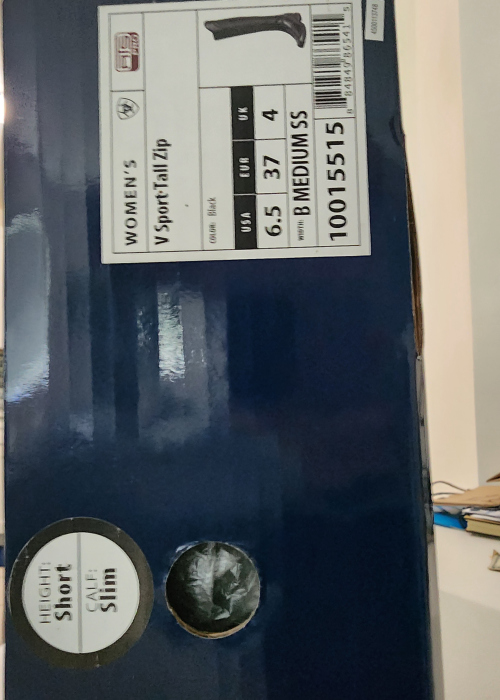 WOMEN'S
V Sport Tall Zip
COLOR: Black
USA EUR UK
6.5 37 4
WIDTH: B MEDIUM SS
10015515
HEIGHT:
Short
CALF:
Slim